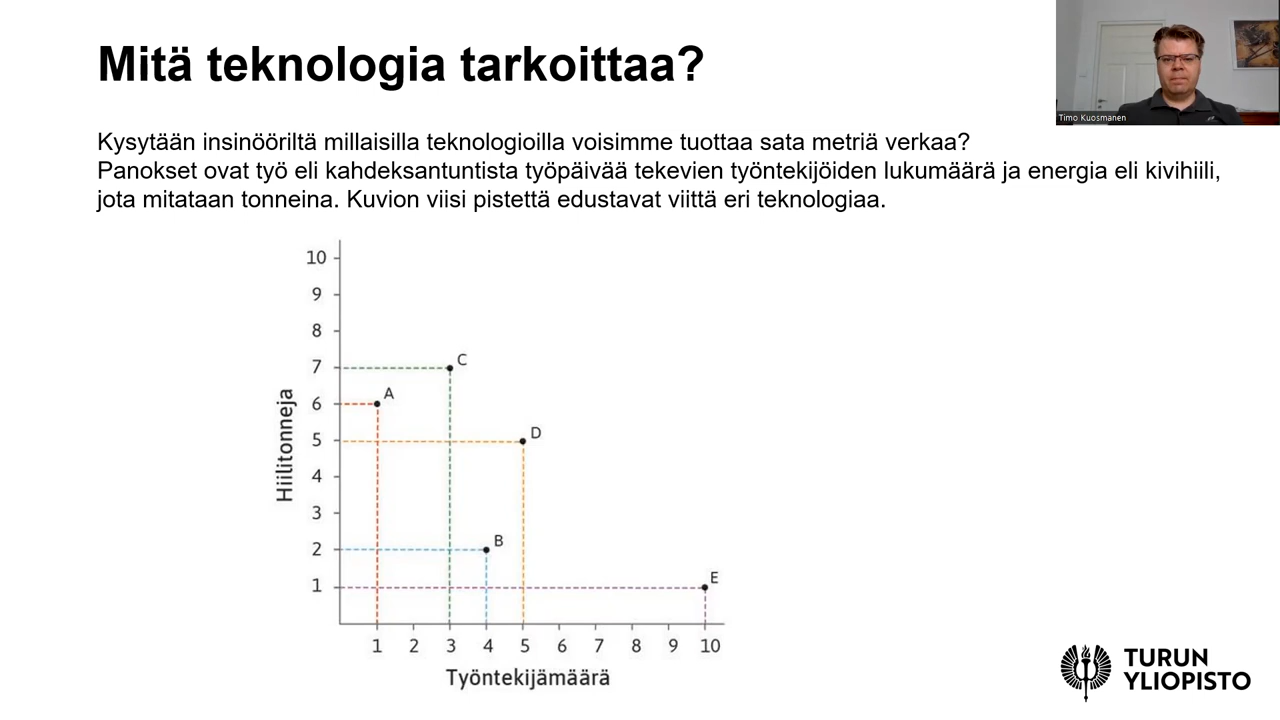 Mitä teknologia tarkoittaa?
Timo Kuosmanen
Kysytään insinööriltä millaisilla teknologioilla voisimme tuottaa sata metriä verkaa?
Panokset ovat työ eli kahdeksantuntista työpäivää tekevien työntekijöiden lukumäärä ja energia eli kivihiili,
jota mitataan tonneina. Kuvion viisi pistettä edustavat viittä eri teknologiaa.
10
9
8
7
6
5
4
3
2
1
Hiilitonneja
C
A
D
B
E
1 2 3 4 5 6 7 8 9 10
Työntekijämäärä
TURUN
YLIOPISTO